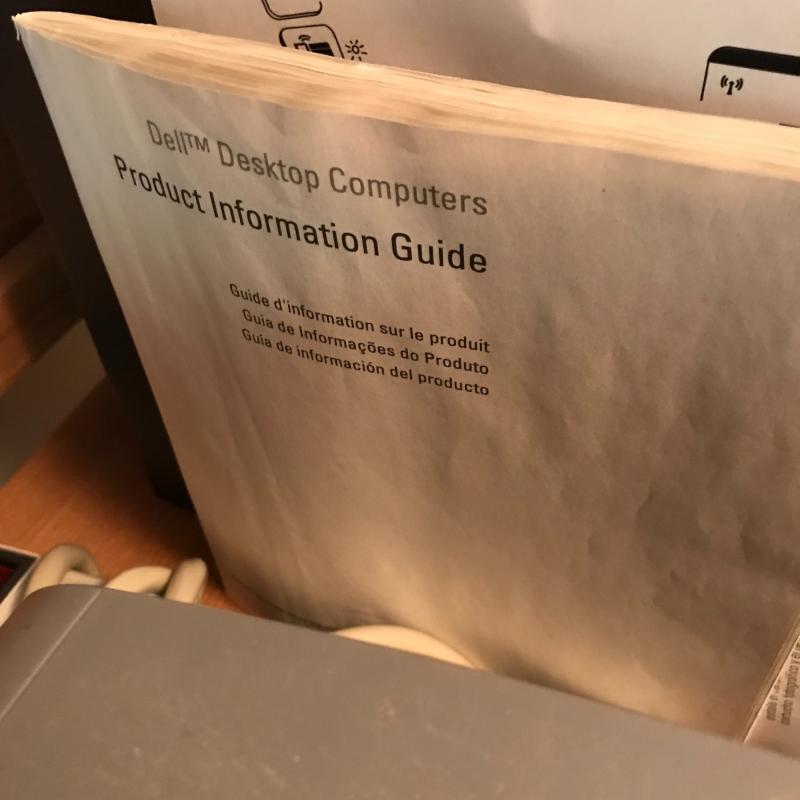 Dell™ Desktop Computers
Product Information Guide
Guide d'information sur le produit
Guia de Informações do Produto
Guía de información del producto